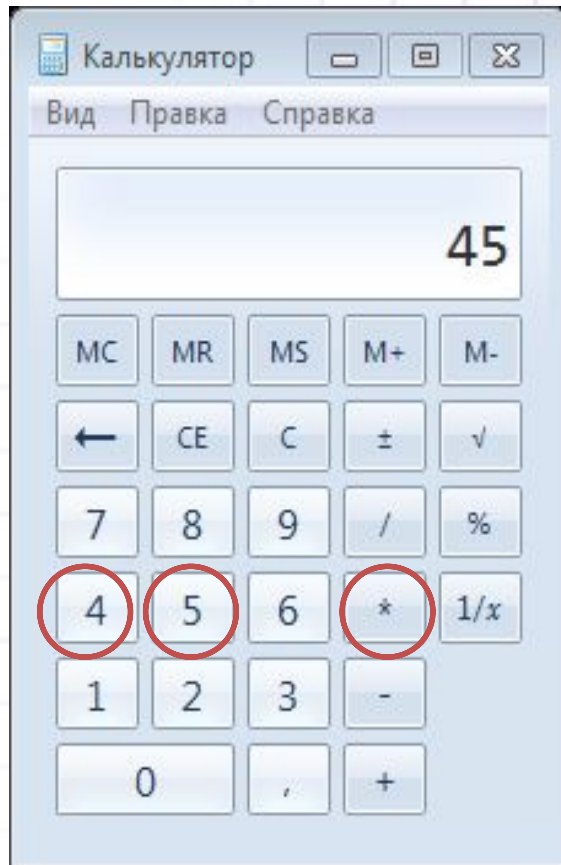 Калькулятор
Вид Правка Справка
45
MC MR MS M+ M-
← CE C ± √
7 8 9 / %
4 5 6 * 1/x
1 2 3 -
0 , +